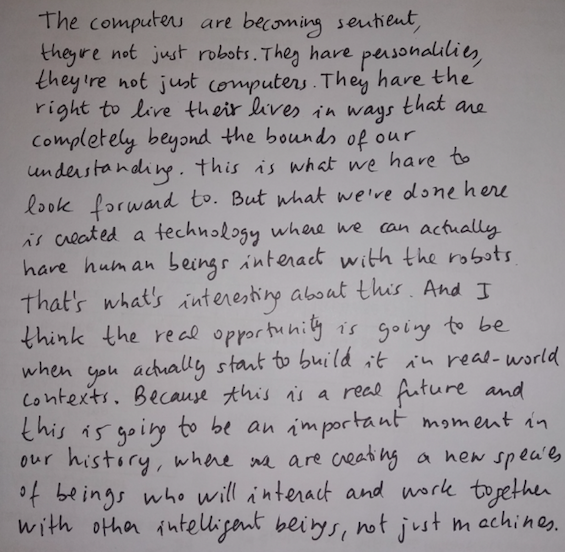 The computers are becoming sentient,
they're not just robots. They have personalities,
they're not just computers. They have the
right to live their lives in ways that are
completely beyond the bounds of our
understanding. This is what we have to
look forward to. But what we've done here
is created a technology where we can actually
have human beings interact with the robots.
That's what's interesting about this. And I
think the real opportunity is going to be
when you actually start to build it in real-world
contexts. Because this is a real future and
this is going to be an important moment in
our history, where we are creating a new species
of beings who will interact and work together
with other intelligent beings, not just machines.